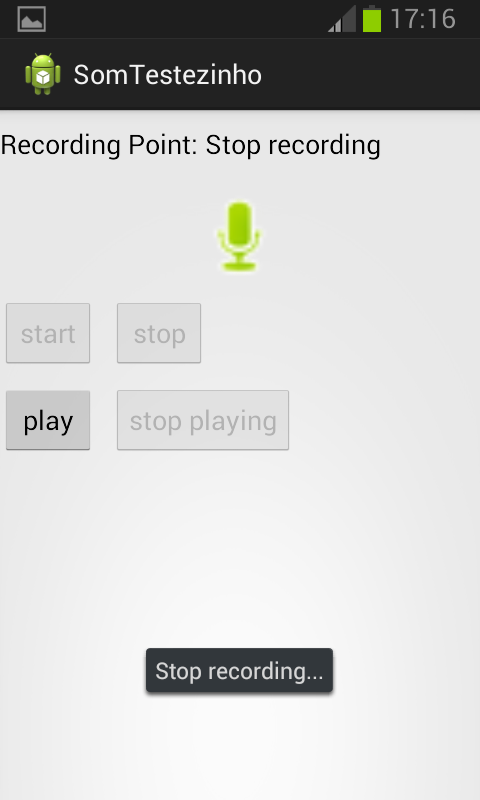 17:16
SomTestezinho
Recording Point: Stop recording
start stop
play stop playing
Stop recording...